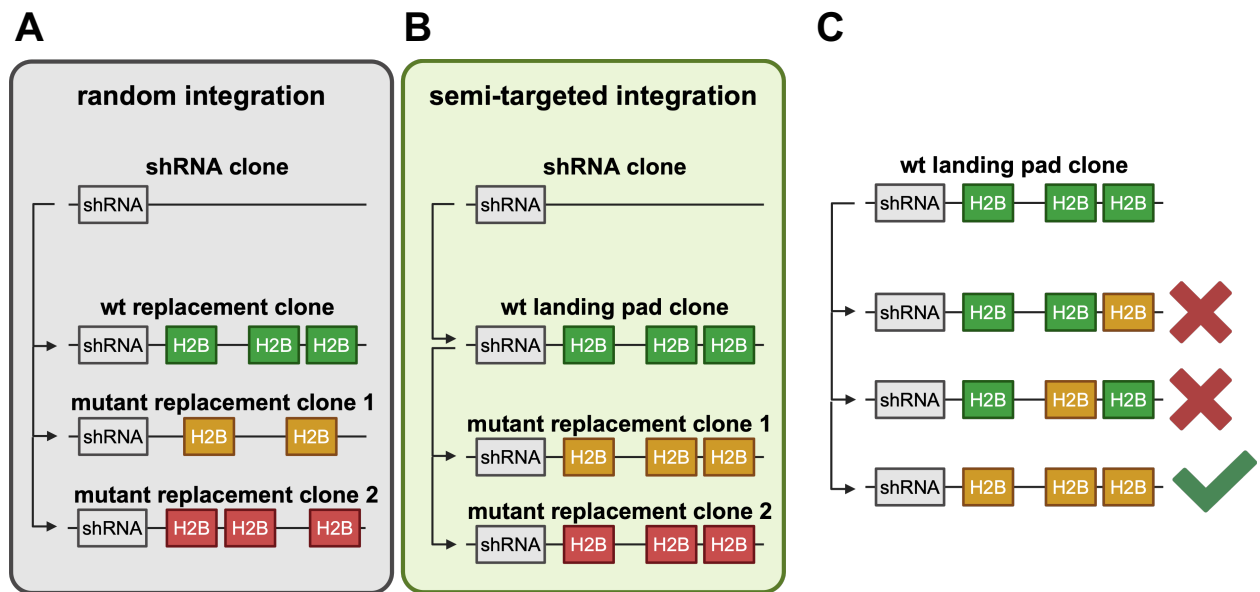 A
random integration
shRNA clone
shRNA
wt replacement clone
shRNA H2B H2B H2B
mutant replacement clone 1
shRNA H2B H2B
mutant replacement clone 2
shRNA H2B H2B H2B
B
semi-targeted integration
shRNA clone
shRNA
wt landing pad clone
shRNA H2B H2B H2B
mutant replacement clone 1
shRNA H2B H2B H2B
mutant replacement clone 2
shRNA H2B H2B H2B
C
wt landing pad clone
shRNA H2B H2B H2B
shRNA H2B H2B H2B
shRNA H2B H2B H2B
shRNA H2B H2B H2B